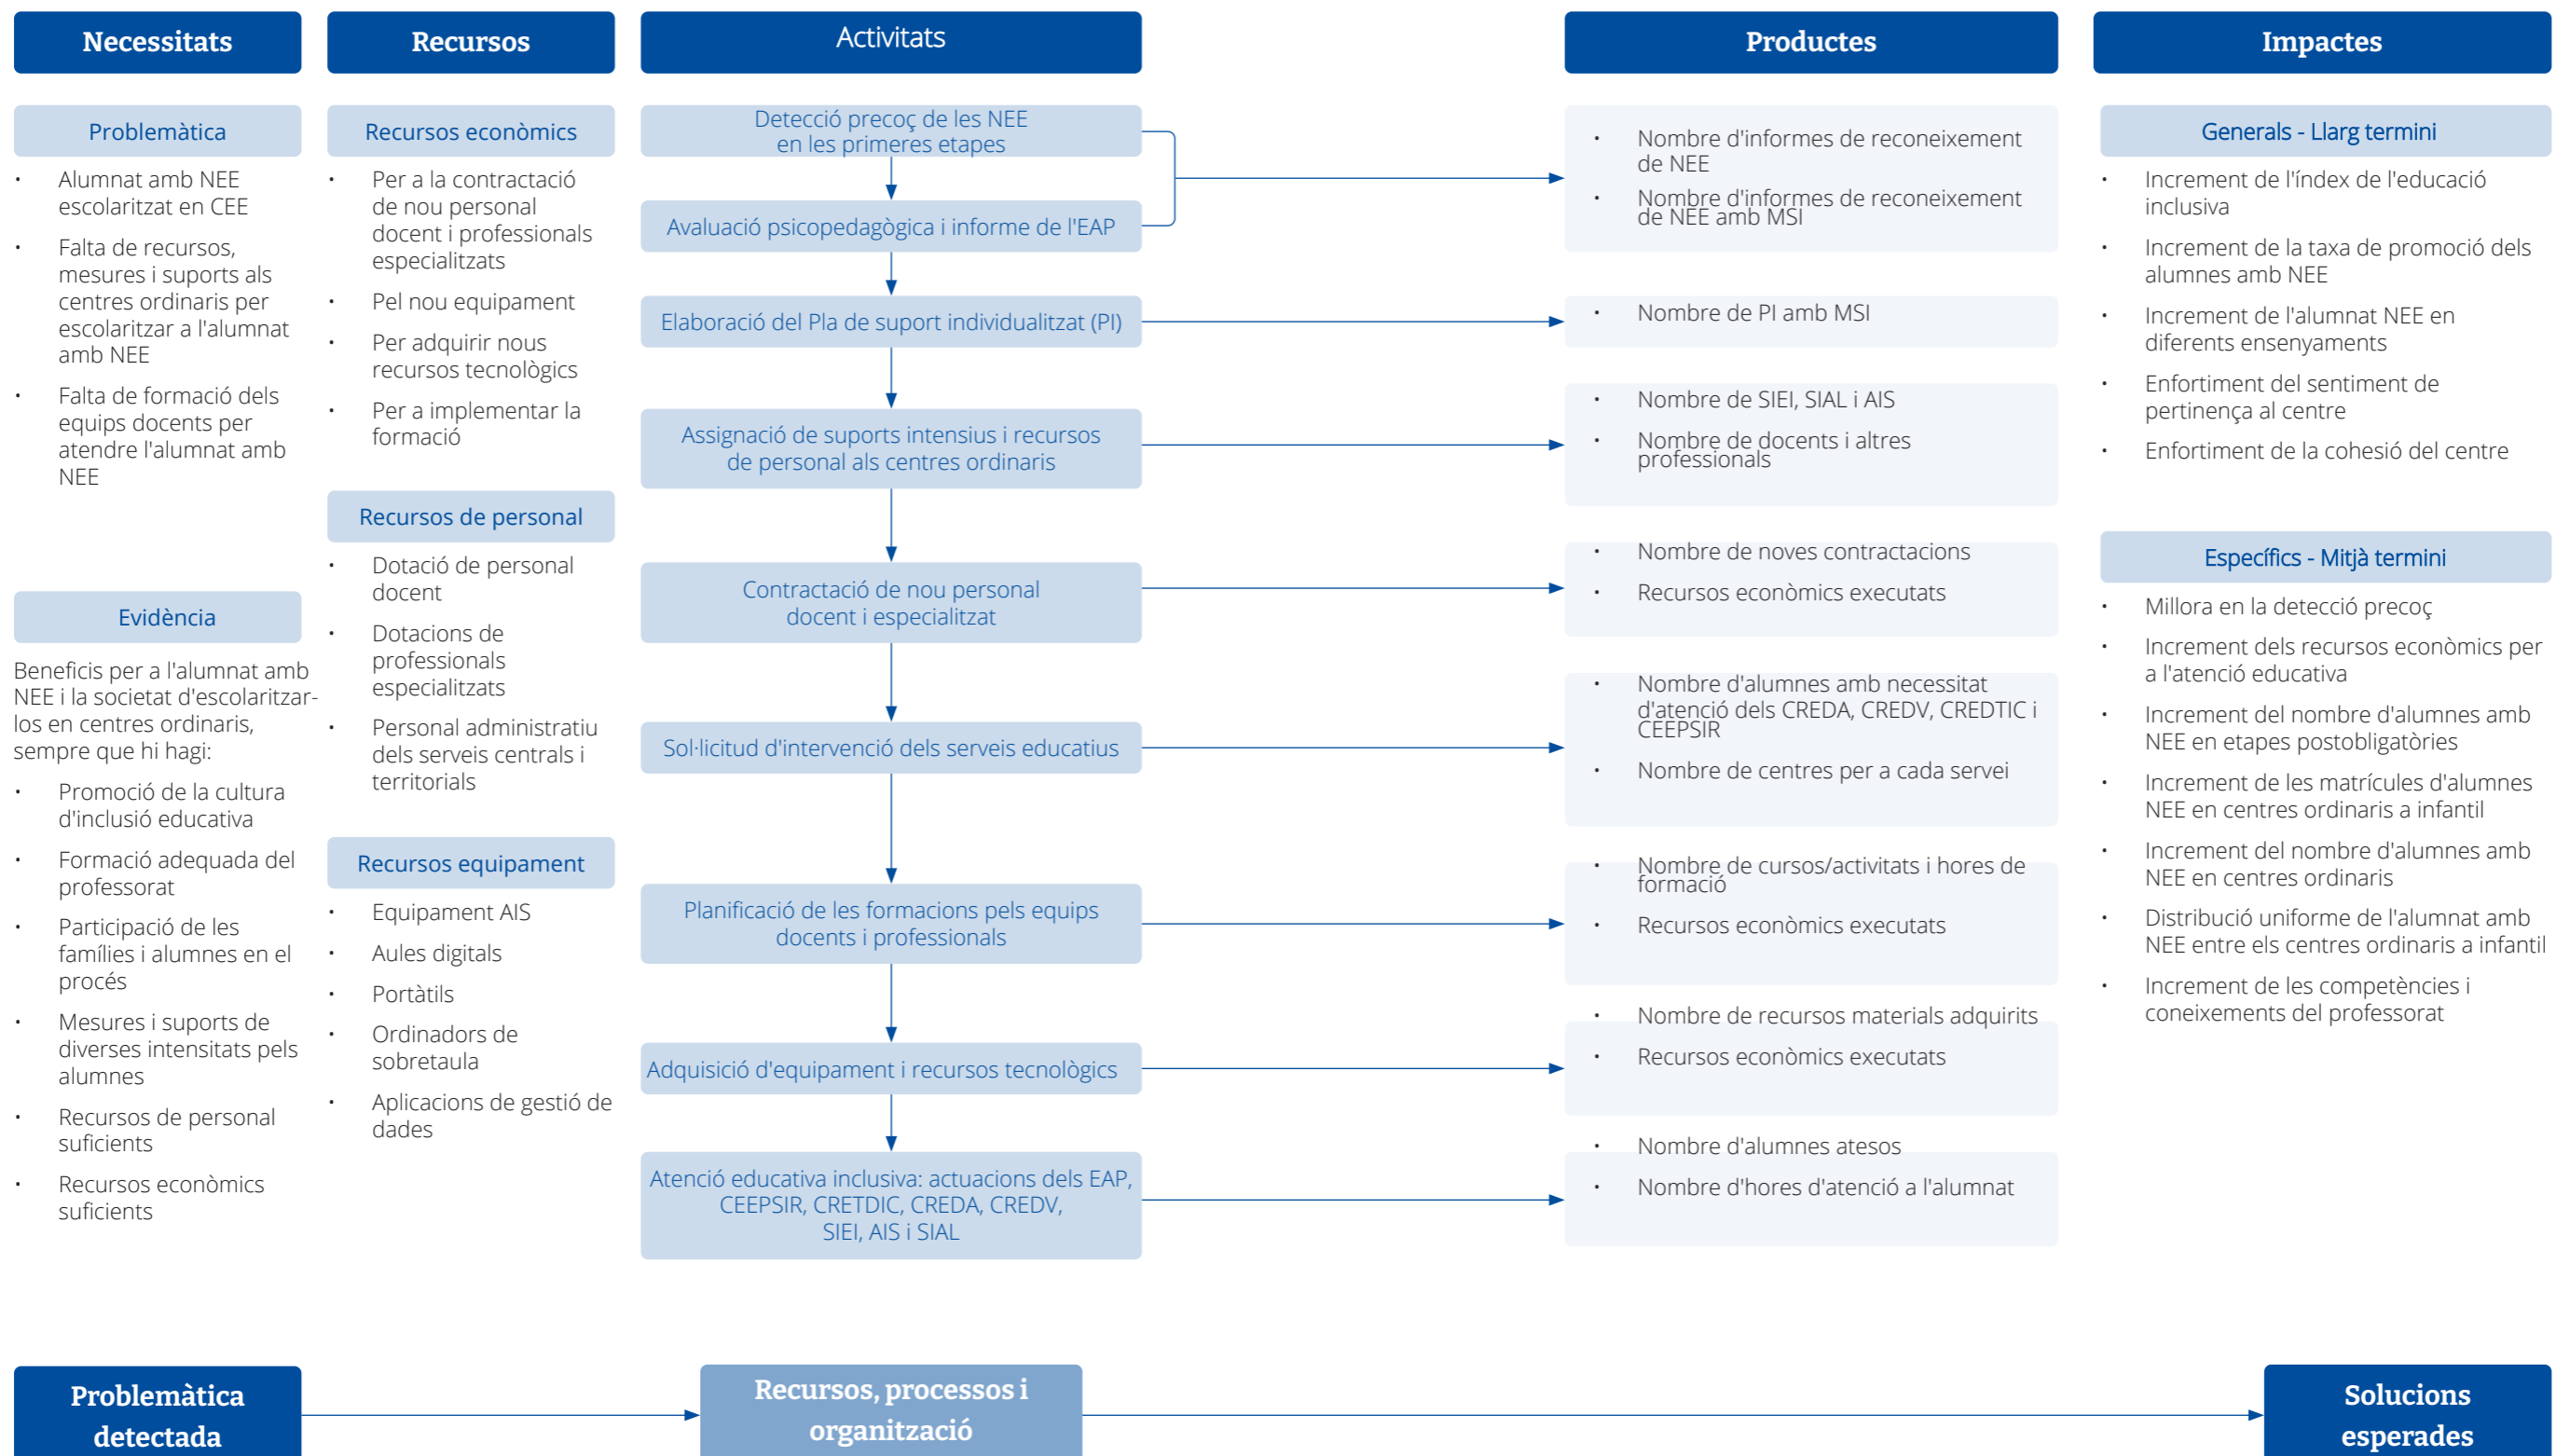 Necessitats
Problemàtica
• Alumnat amb NEE
escolaritzat en CEE
• Falta de recursos,
mesures i suports als
centres ordinaris per
escolaritzar a l'alumnat
amb NEE
• Falta de formació dels
equips docents per
atendre l'alumnat amb
NEE
Evidència
Beneficis per a l'alumnat amb
NEE i la societat d'escolaritzar-
los en centres ordinaris,
sempre que hi hagi:
• Promoció de la cultura
d'inclusió educativa
• Formació adequada del
professorat
• Participació de les
famílies i alumnes en el
procés
• Mesures i suports de
diverses intensitats pels
alumnes
• Recursos de personal
suficients
• Recursos econòmics
suficients
Recursos
Recursos econòmics
• Per a la contractació
de nou personal
docent i professionals
especialitzats
• Pel nou equipament
• Per adquirir nous
recursos tecnològics
• Per a implementar la
formació
Recursos de personal
• Dotació de personal
docent
• Dotacions de
professionals
especialitzats
• Personal administratiu
dels serveis centrals i
territorials
Recursos equipament
• Equipament AIS
• Aules digitals
• Portàtils
• Ordinadors de
sobretaula
• Aplicacions de gestió de
dades
Activitats
Detecció precoç de les NEE
en les primeres etapes
Avaluació psicopedagògica i informe de l'EAP
Elaboració del Pla de suport individualitzat (PI)
Assignació de suports intensius i recursos
de personal als centres ordinaris
Contractació de nou personal
docent i especialitzat
Sol·licitud d'intervenció dels serveis educatius
Planificació de les formacions pels equips
docents i professionals
Adquisició d'equipament i recursos tecnològics
Atenció educativa inclusiva: actuacions dels EAP,
CEEPSIR, CRETDIC, CREDA, CREDV,
SIEI, AIS i SIAL
Productes
• Nombre d'informes de reconeixement
de NEE
• Nombre d'informes de reconeixement
de NEE amb MSI
• Nombre de PI amb MSI
• Nombre de SIEI, SIAL i AIS
• Nombre de docents i altres
professionals
• Nombre de noves contractacions
• Recursos econòmics executats
• Nombre d'alumnes amb necessitat
d'atenció dels CREDA, CREDV, CREDTIC i
CEEPSIR
• Nombre de centres per a cada servei
• Nombre de cursos/activitats i hores de
formació
• Recursos econòmics executats
• Nombre de recursos materials adquirits
• Recursos econòmics executats
• Nombre d'alumnes atesos
• Nombre d'hores d'atenció a l'alumnat
Impactes
Generals - Llarg termini
• Increment de l'índex de l'educació
inclusiva
• Increment de la taxa de promoció dels
alumnes amb NEE
• Increment de l'alumnat NEE en
diferents ensenyaments
• Enfortiment del sentiment de
pertinença al centre
• Enfortiment de la cohesió del centre
Específics - Mitjà termini
• Millora en la detecció precoç
• Increment dels recursos econòmics per
a l'atenció educativa
• Increment del nombre d'alumnes amb
NEE en etapes postobligatòries
• Increment de les matrícules d'alumnes
NEE en centres ordinaris a infantil
• Increment del nombre d'alumnes amb
NEE en centres ordinaris
• Distribució uniforme de l'alumnat amb
NEE entre els centres ordinaris a infantil
• Increment de les competències i
coneixements del professorat
Problemàtica
detectada
Recursos, processos i
organització
Solucions
esperades